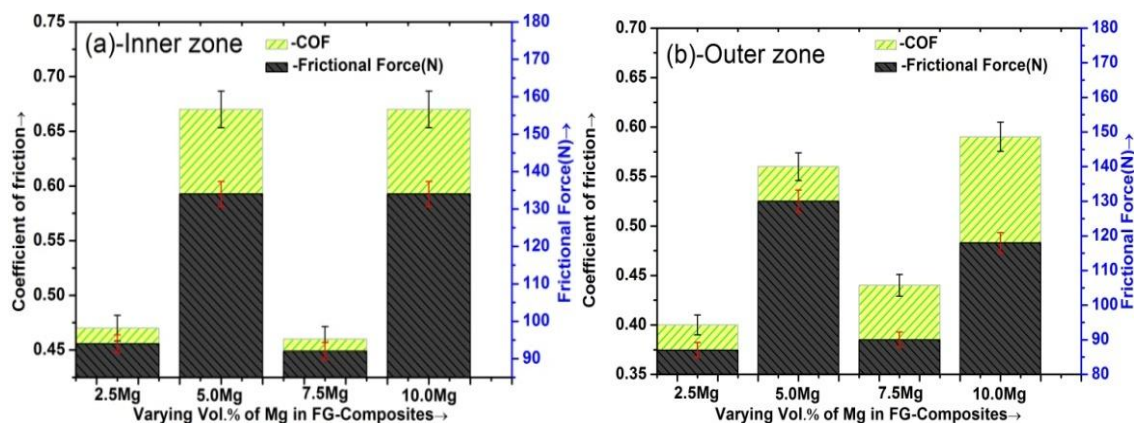 (a)-Inner zone
-COF
-Frictional Force(N)
0.75
0.70
0.65
0.60
0.55
0.50
0.45
Coefficient of friction→
180
170
160
150
140
130
120
110
100
90
Frictional Force(N)→
2.5Mg 5.0Mg 7.5Mg 10.0Mg
Varying Vol.% of Mg in FG-Composites→
(b)-Outer zone
-COF
-Frictional Force(N)
0.70
0.65
0.60
0.55
0.50
0.45
0.40
0.35
Coefficient of friction→
180
170
160
150
140
130
120
110
100
90
80
Frictional Force(N)→
2.5Mg 5.0Mg 7.5Mg 10.0Mg
Varying Vol.% of Mg in FG-Composites→